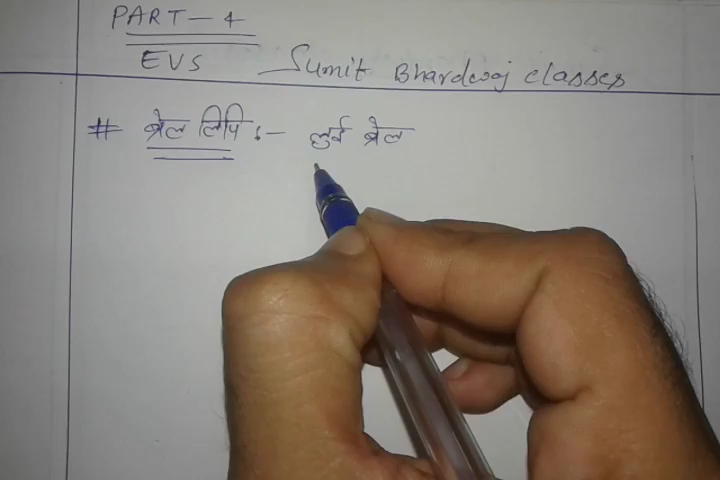 PART-4
EVS Sumit Bhardwaj classes
# ब्रेल लिपि :- लुई ब्रेल